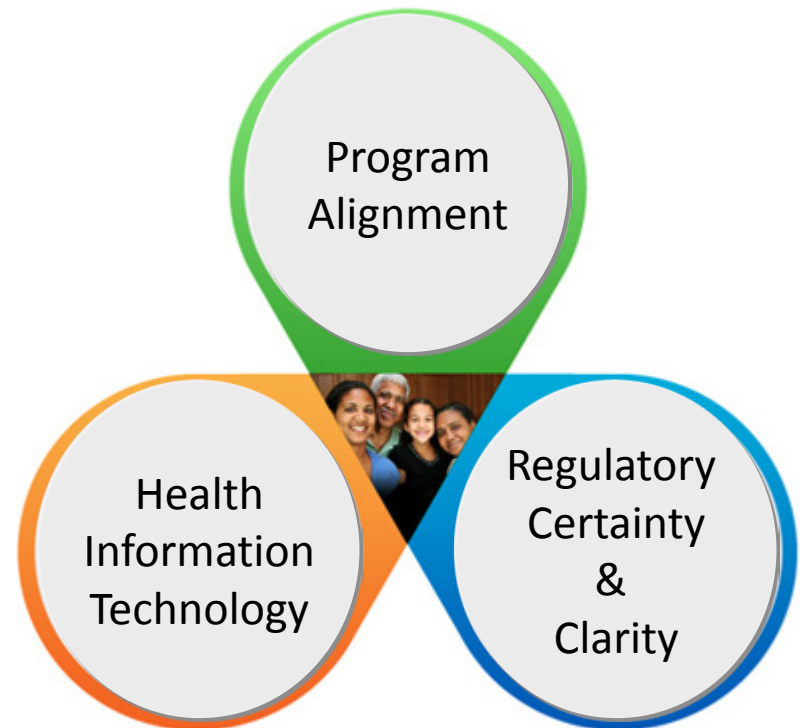 Program
Alignment
Health
Information
Technology
Regulatory
Certainty
&
Clarity